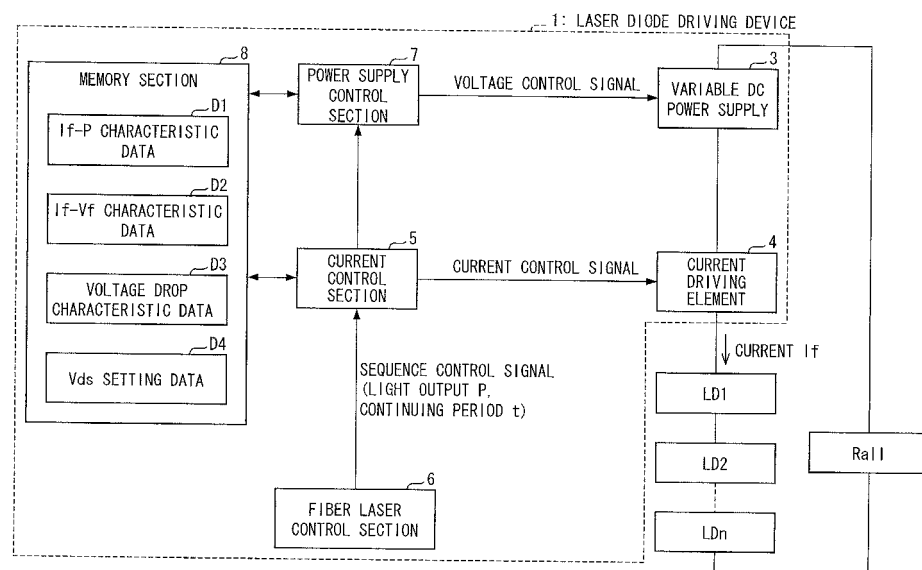 1: LASER DIODE DRIVING DEVICE
8
MEMORY SECTION
D1
If-P CHARACTERISTIC
DATA
D2
If-Vf CHARACTERISTIC
DATA
D3
VOLTAGE DROP
CHARACTERISTIC DATA
D4
Vds SETTING DATA
7
POWER SUPPLY
CONTROL
SECTION
VOLTAGE CONTROL SIGNAL
3
VARIABLE DC
POWER SUPPLY
5
CURRENT
CONTROL
SECTION
CURRENT CONTROL SIGNAL
4
CURRENT
DRIVING
ELEMENT
SEQUENCE CONTROL SIGNAL
(LIGHT OUTPUT P,
CONTINUING PERIOD t)
6
FIBER LASER
CONTROL SECTION
CURRENT If
LD1
LD2
LDn
Rall